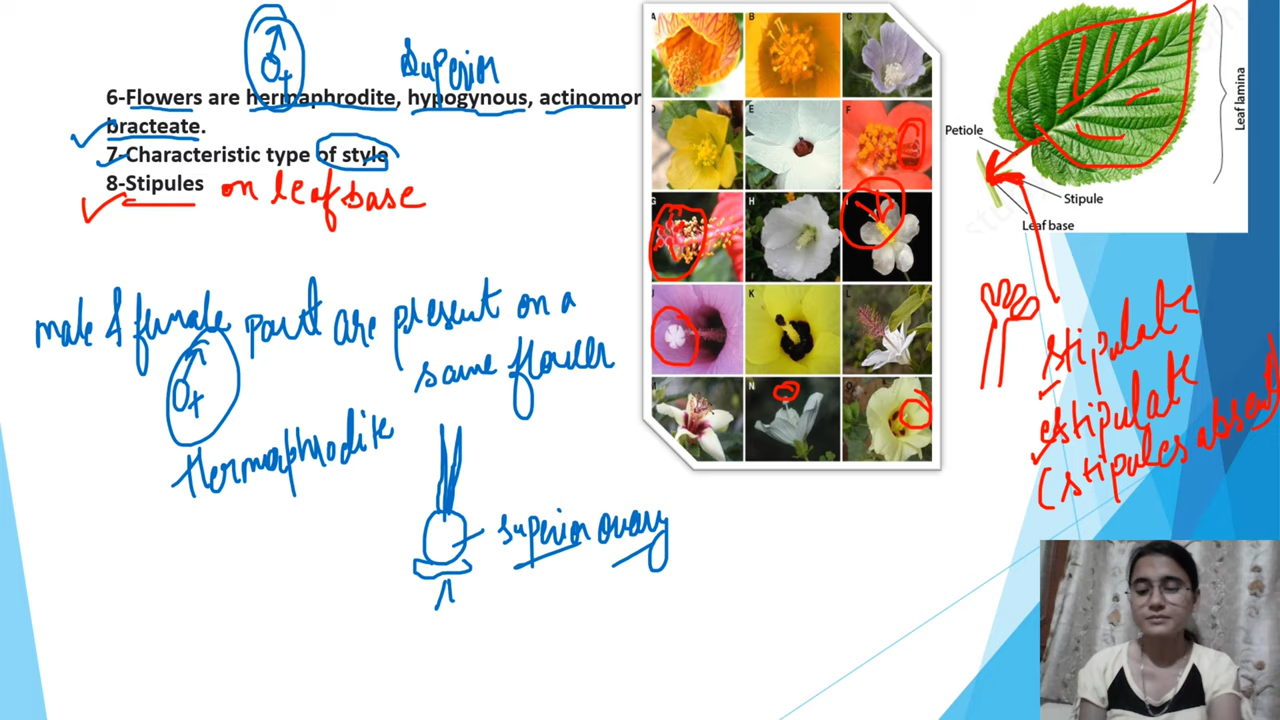 Superior
6-Flowers are hermaphrodite, hypogynous, actinomor
bracteate.
7-Characteristic type of style
8-Stipules on leaf base
male & female part are present on a
same flower
Hermaphrodite
superior ovary
A
B
C
D
E
F
G
H
J
K
L
N
O
Petiole
Stipule
Leaf base
Leaf lamina
stipulate
estipulate
(stipules absent)